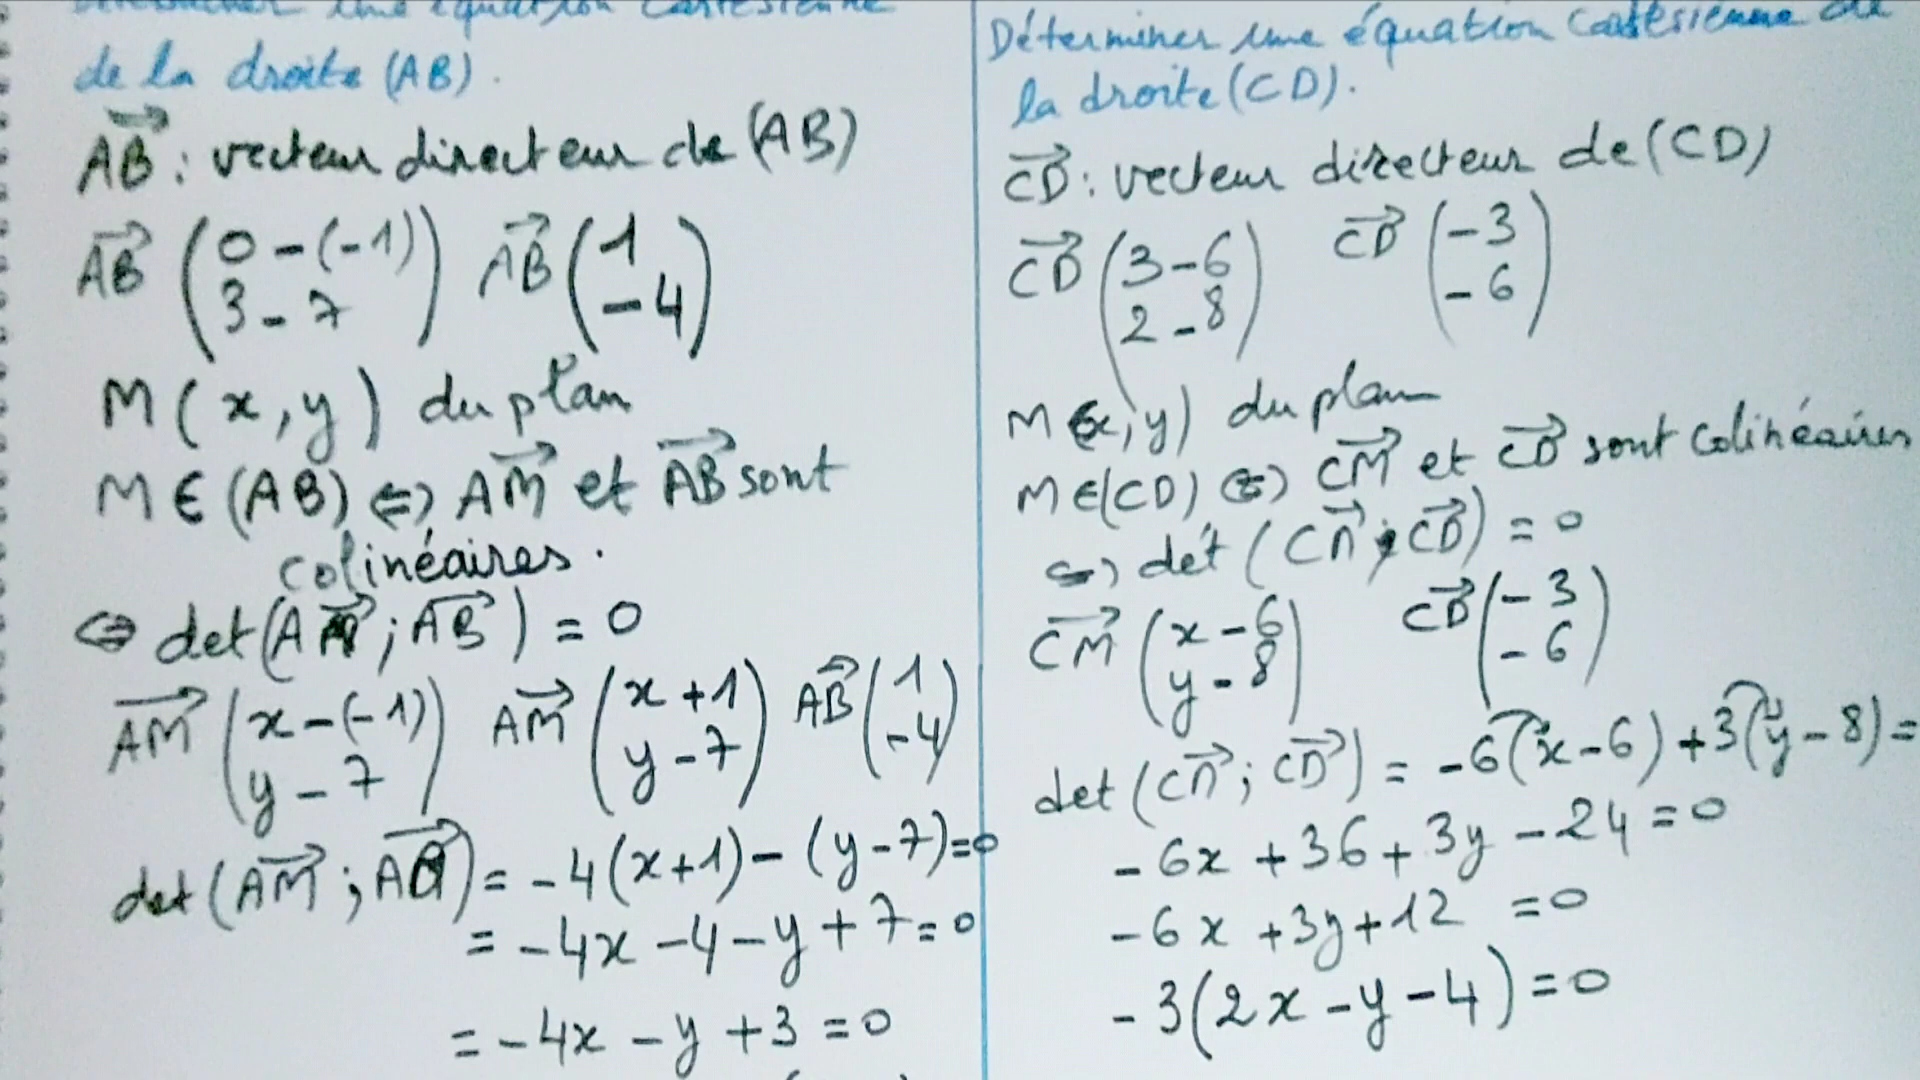 Déterminer une équation cartésienne
de la droite (AB).
AB : vecteur directeur de (AB)
AB (0-(-1) 3-7) AB (1 -4)
M(x,y) du plan
M∈(AB) ⇔ AM et AB sont
colinéaires.
⇔ det(AM ; AB) = 0
AM (x-(-1) y-7) AM (x+1 y-7) AB (1 -4)
det(AM ; AB) = -4(x+1) - (y-7) = 0
= -4x -4 -y + 7 = 0
= -4x -y + 3 = 0
Déterminer une équation cartésienne de
la droite (CD).
CD : vecteur directeur de (CD)
CD (3-6 2-8) CD (-3 -6)
M(x;y) du plan
M∈(CD) ⇔ CM et CD sont colinéaires
⇔ dét (CM ; CD) = 0
CM (x-6 y-8) CD (-3 -6)
det (CM ; CD) = -6(x-6) +3(y-8) =
-6x +36+ 3y -24 = 0
-6x +3y+12 = 0
-3(2x -y -4) = 0